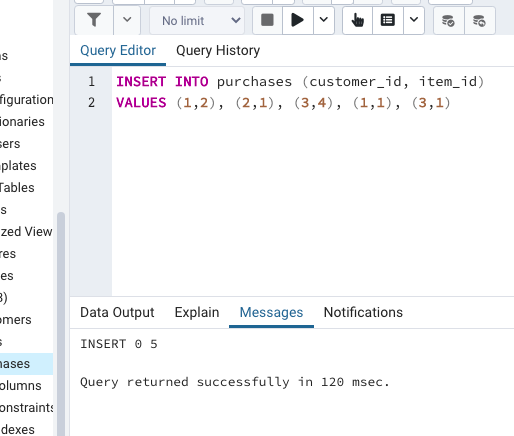 No limit
Query Editor Query History
1 INSERT INTO purchases (customer_id, item_id)
2 VALUES (1,2), (2,1), (3,4), (1,1), (3,1)
figuration
ionaries
sers
nplates
Tables
zed View
res
es
3)
omers
hases
olumns
onstraints
dexes
Data Output Explain Messages Notifications
INSERT 0 5
Query returned successfully in 120 msec.